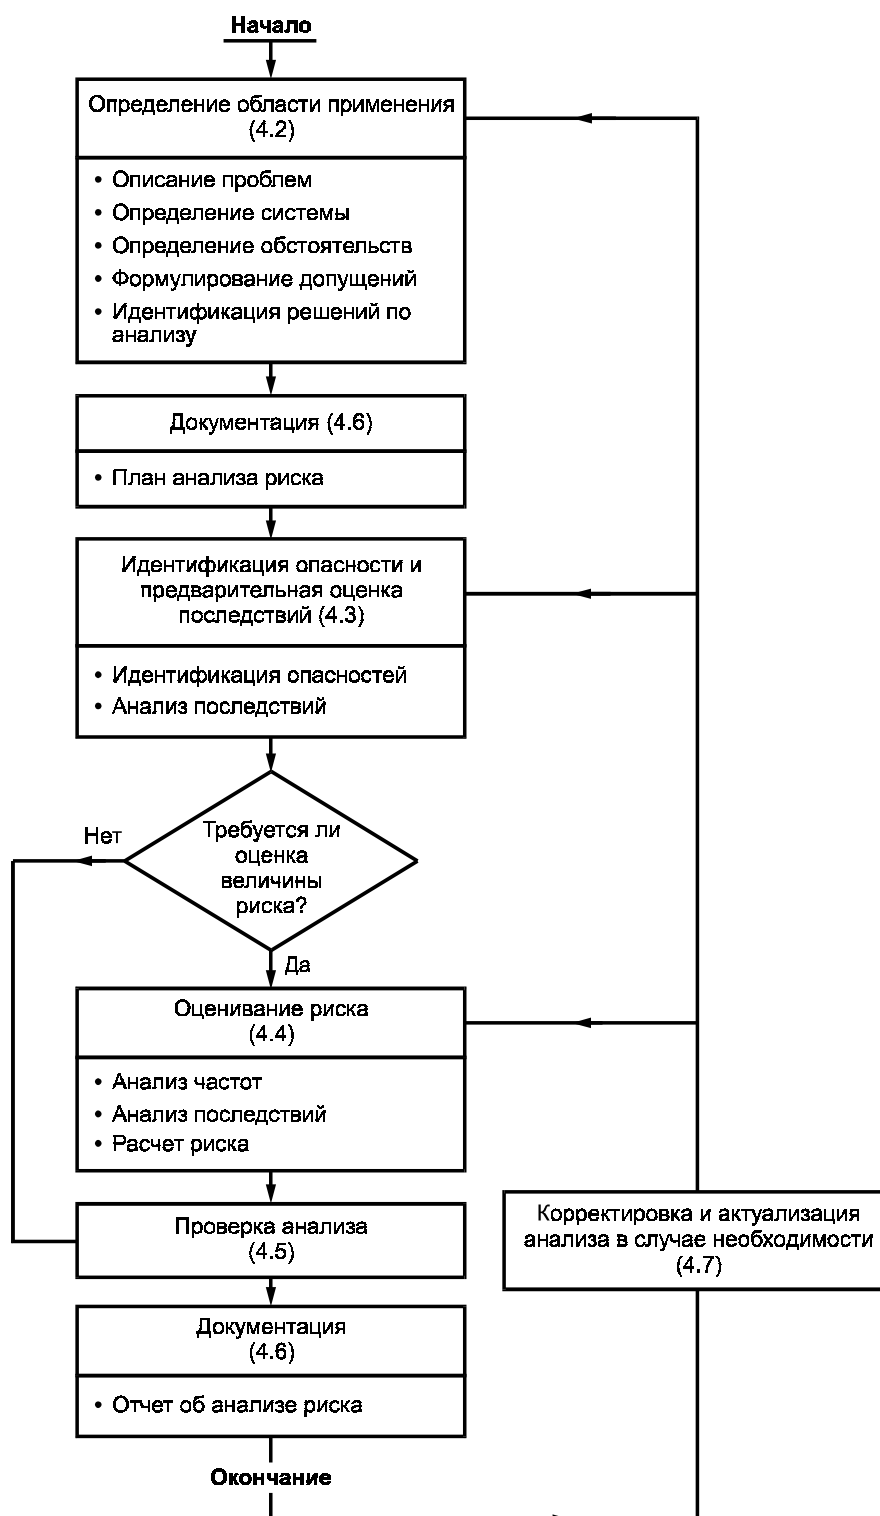 Начало
Определение области применения
(4.2)
• Описание проблем
• Определение системы
• Определение обстоятельств
• Формулирование допущений
• Идентификация решений по
анализу
Документация (4.6)
• План анализа риска
Идентификация опасности и
предварительная оценка
последствий (4.3)
• Идентификация опасностей
• Анализ последствий
Нет
Требуется ли
оценка
величины
риска?
Да
Оценивание риска
(4.4)
• Анализ частот
• Анализ последствий
• Расчет риска
Проверка анализа
(4.5)
Корректировка и актуализация
анализа в случае необходимости
(4.7)
Документация
(4.6)
• Отчет об анализе риска
Окончание